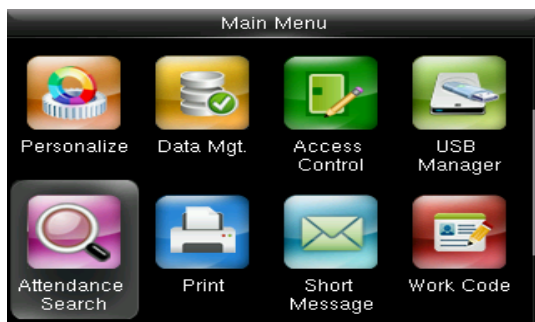 Main Menu
Personalize
Data Mgt.
Access
Control
USB
Manager
Attendance
Search
Print
Short
Message
Work Code